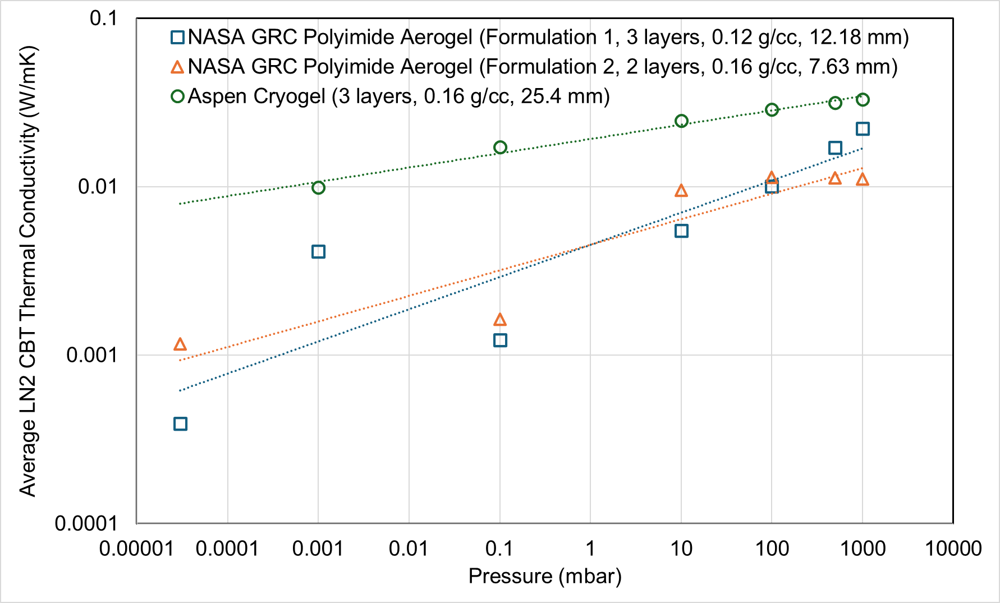 0.1
0.01
0.001
0.0001
Average LN2 CBT Thermal Conductivity (W/mK)
NASA GRC Polyimide Aerogel (Formulation 1, 3 layers, 0.12 g/cc, 12.18 mm)
NASA GRC Polyimide Aerogel (Formulation 2, 2 layers, 0.16 g/cc, 7.63 mm)
Aspen Cryogel (3 layers, 0.16 g/cc, 25.4 mm)
0.00001 0.0001 0.001 0.01 0.1 1 10 100 1000 10000
Pressure (mbar)